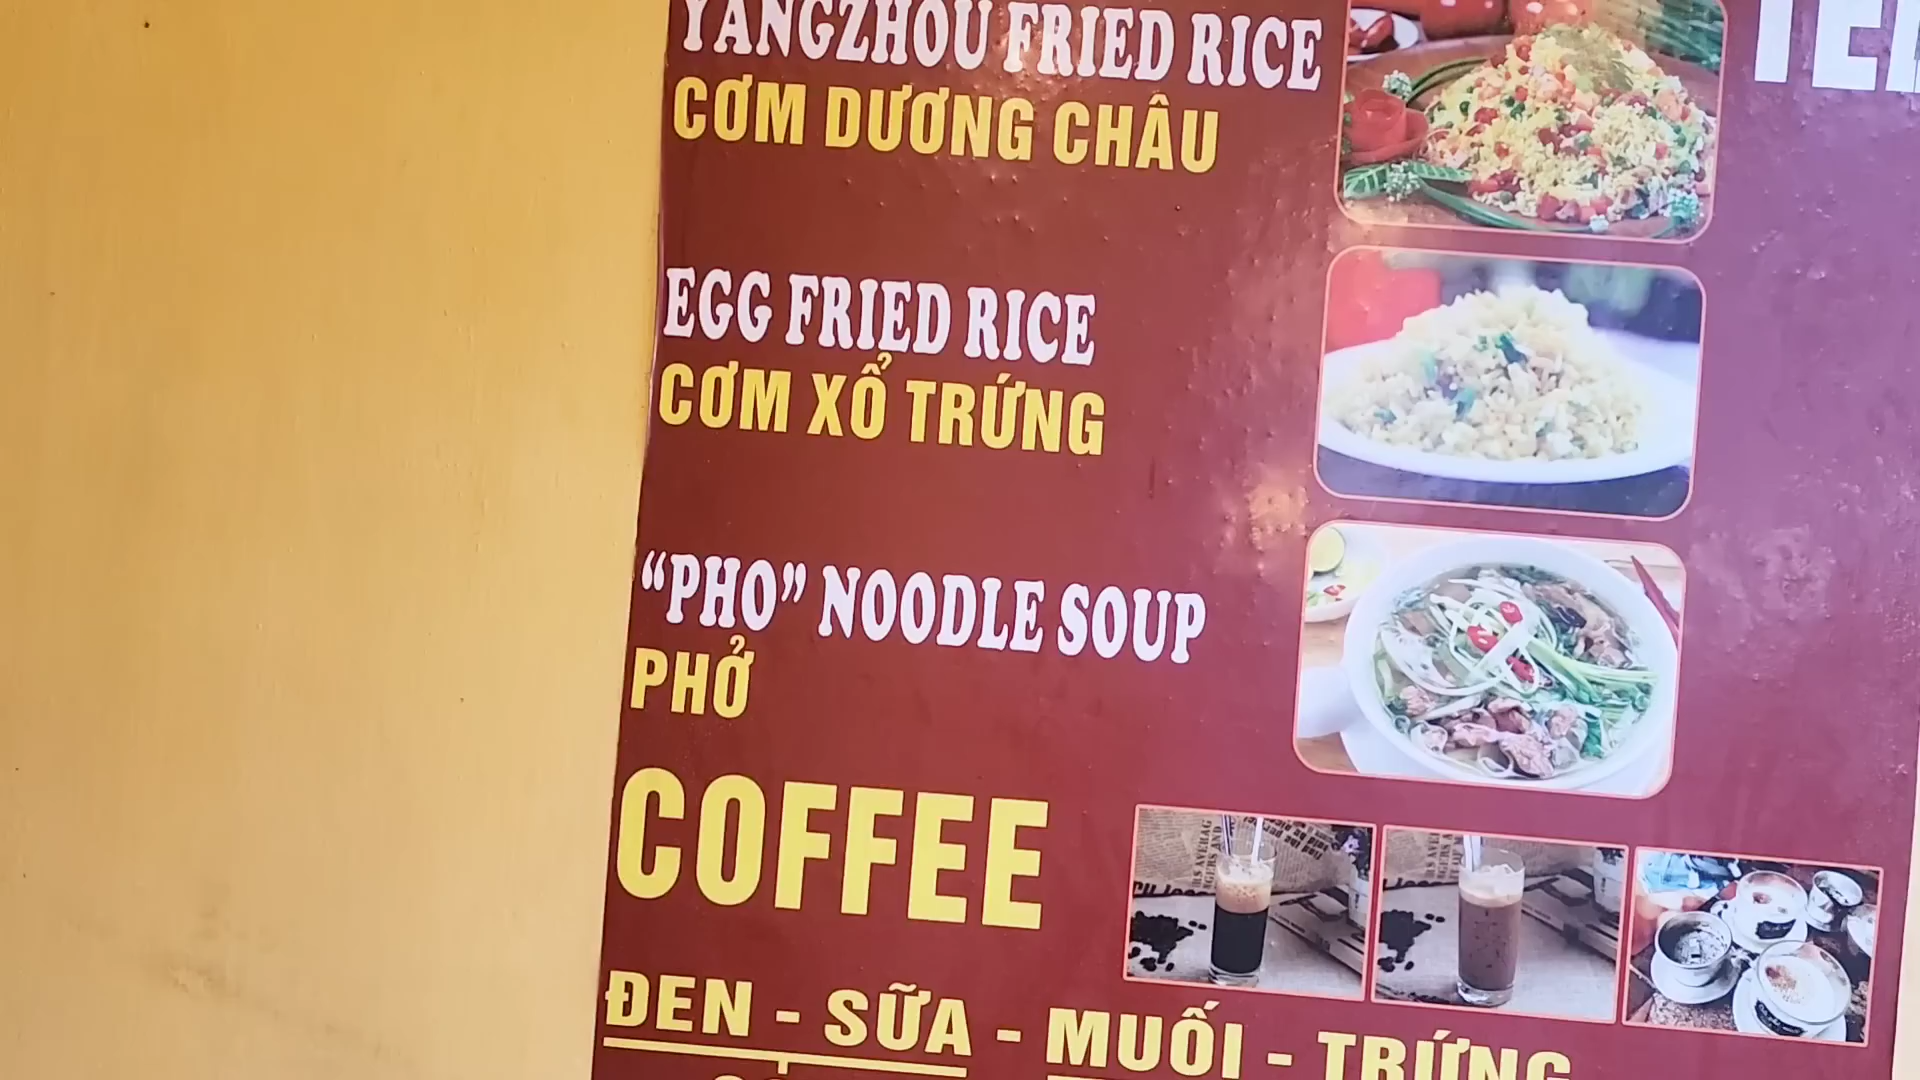 YANGZHOU FRIED RICE
CƠM DƯƠNG CHÂU
EGG FRIED RICE
CƠM XỔ TRỨNG
“PHO” NOODLE SOUP
PHỞ
COFFEE
ĐEN - SỮA - MUỐI - TRỨNG